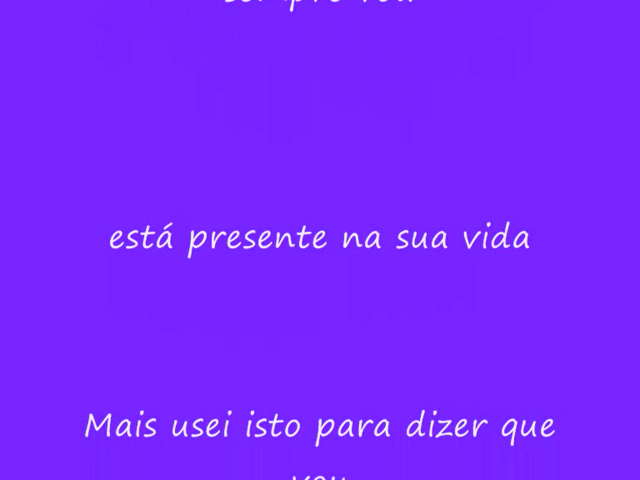 está presente na sua vida
Mais usei isto para dizer que